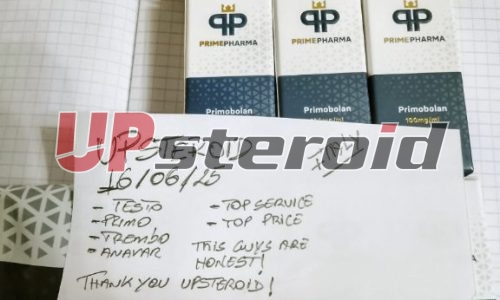 PRIMEPHARMA PRIMEPHARMA PRIMEPHARMA
Primobolan Primobolan Primobolan
100mg/ml
UPsteroid
UPSTEROID
16/06/25
- TESTO
- PRIMO
- TREMBO
- ANAVAR
- TOP SERVICE
- TOP PRICE
THIS GUYS ARE
HONEST!
THANK YOU UPSTEROID!